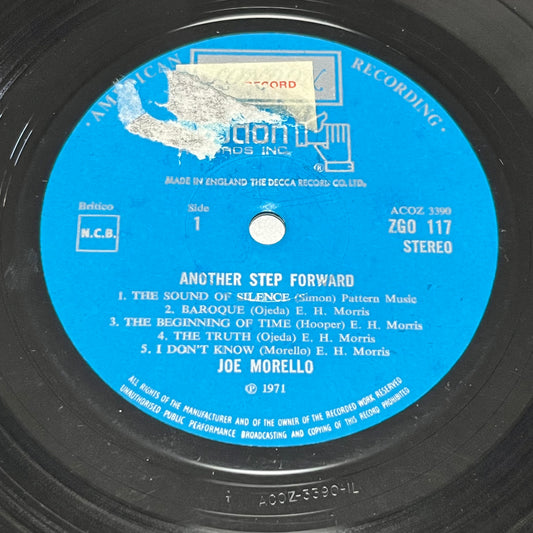 · AMERICAN RECORDING ·
RECORD
MADE IN ENGLAND THE DECCA RECORD CO. LTD.
Britico Side ACOZ 3390
N.C.B. 1 ZGO 117
STEREO
ANOTHER STEP FORWARD
1. THE SOUND OF SILENCE (Simon) Pattern Music
2. BAROQUE (Ojeda) E. H. Morris
3. THE BEGINNING OF TIME (Hooper) E. H. Morris
4. THE TRUTH (Ojeda) E. H. Morris
5. I DON'T KNOW (Morello) E. H. Morris
JOE MORELLO
℗ 1971
ALL RIGHTS OF THE MANUFACTURER AND OF THE OWNER OF THE RECORDED WORK RESERVED
UNAUTHORISED PUBLIC PERFORMANCE BROADCASTING AND COPYING OF THIS RECORD PROHIBITED
ACOZ-3390-1L